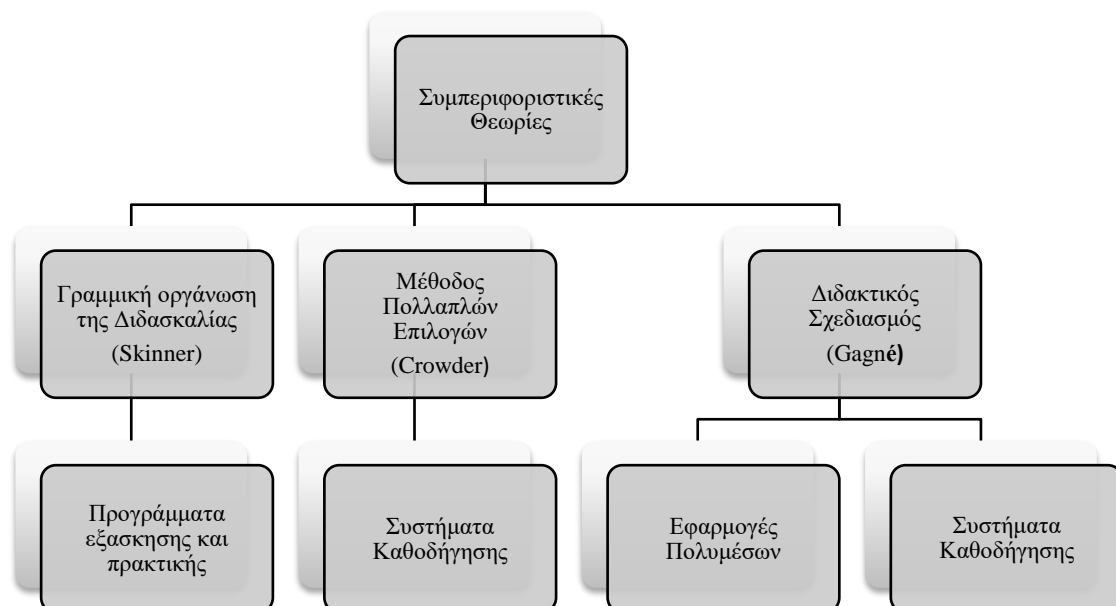 Συμπεριφοριστικές
Θεωρίες
Γραμμική οργάνωση
της Διδασκαλίας
(Skinner)
Μέθοδος
Πολλαπλών
Επιλογών
(Crowder)
Διδακτικός
Σχεδιασμός
(Gagné)
Προγράμματα
εξασκησης και
πρακτικής
Συστήματα
Καθοδήγησης
Εφαρμογές
Πολυμέσων
Συστήματα
Καθοδήγησης